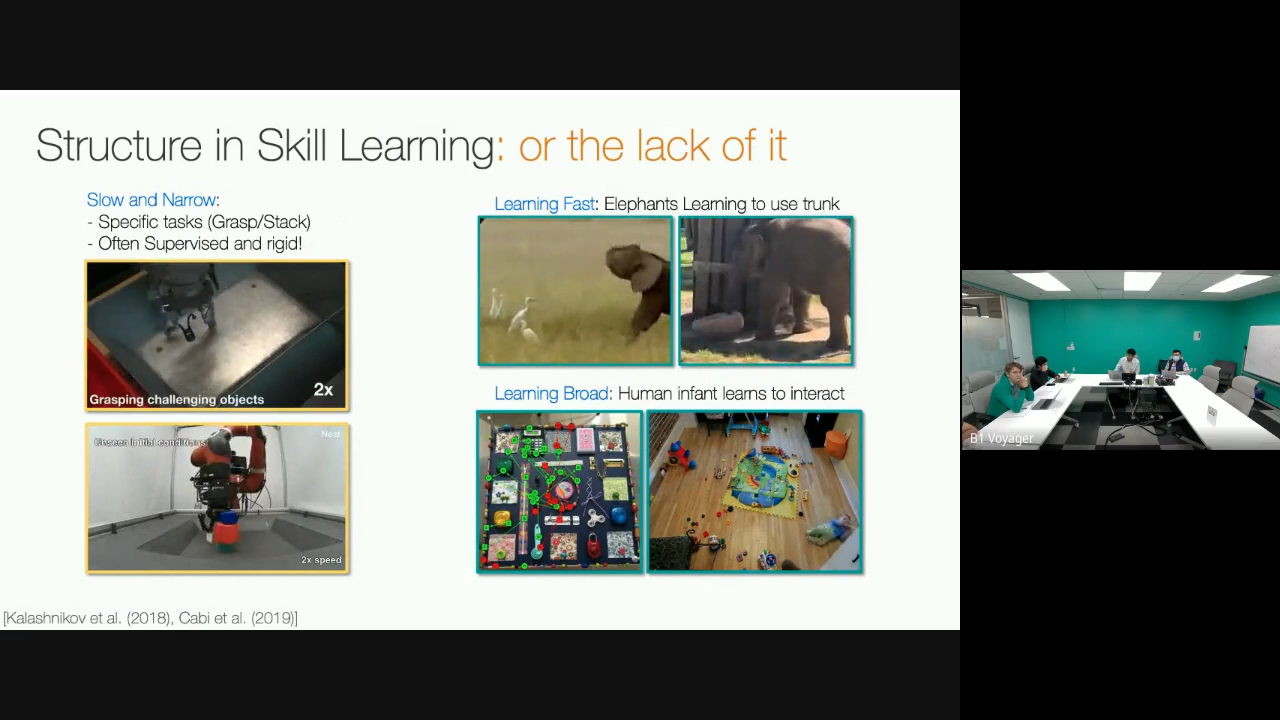 Structure in Skill Learning: or the lack of it
Slow and Narrow:
- Specific tasks (Grasp/Stack)
- Often Supervised and rigid!
Grasping challenging objects
2x
Unseen initial conditions
Neat
2x speed
Learning Fast: Elephants Learning to use trunk
Learning Broad: Human infant learns to interact
[Kalashnikov et al. (2018), Cabi et al. (2019)]
B1 Voyager